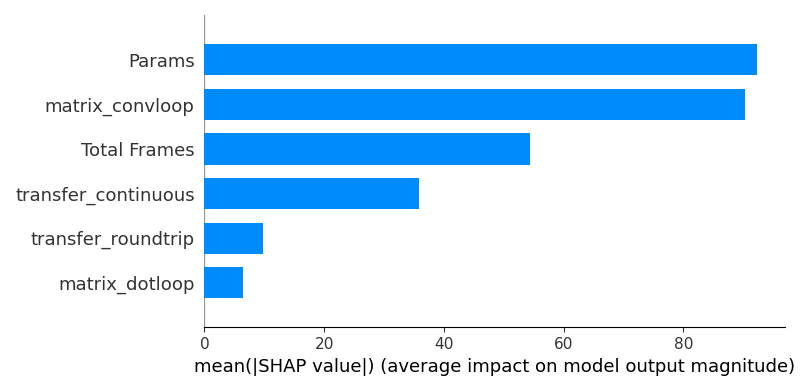 Params
matrix_convloop
Total Frames
transfer_continuous
transfer_roundtrip
matrix_dotloop
0 20 40 60 80
mean(|SHAP value|) (average impact on model output magnitude)